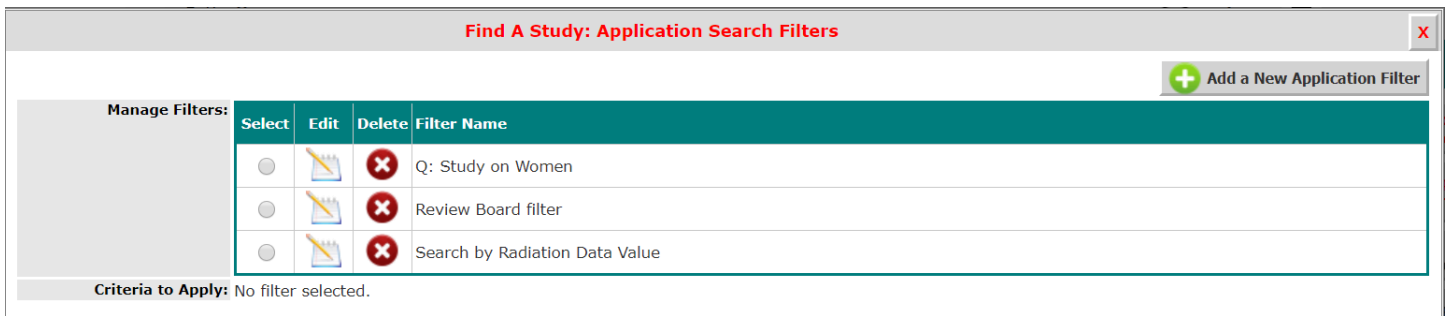 Find A Study: Application Search Filters
X
Add a New Application Filter
Manage Filters:
Select Edit Delete Filter Name
Q: Study on Women
Review Board filter
Search by Radiation Data Value
Criteria to Apply: No filter selected.